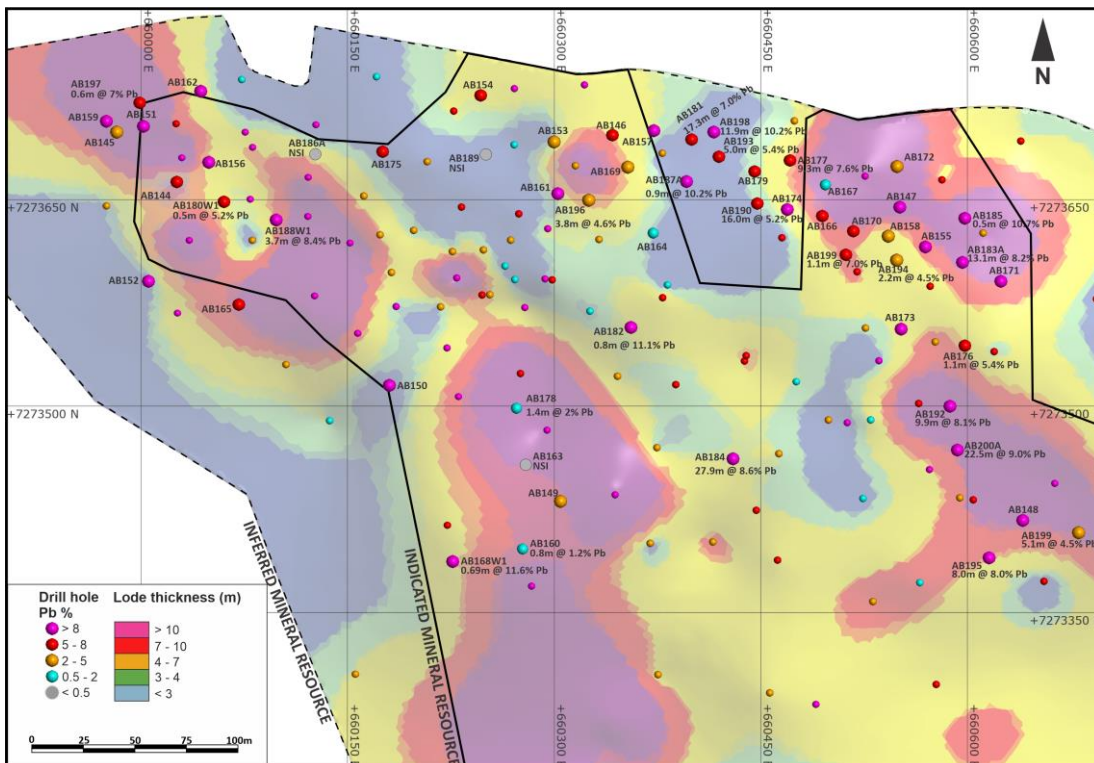 +660000 E
+660150 E
+660300 E
+660450 E
+660600 E
N
AB197
0.6m @ 7% Pb
AB162
AB159
AB151
AB145
AB156
AB144
AB180W1
0.5m @ 5.2% Pb
AB188W1
3.7m @ 8.4% Pb
AB186A
NSI
AB175
AB154
AB189
NSI
AB153
AB146
AB157
AB169
AB161
AB196
3.8m @ 4.6% Pb
AB164
AB181
17.3m @ 7.0% Pb
AB198
11.9m @ 10.2% Pb
AB193
5.0m @ 5.4% Pb
AB187A
0.9m @ 10.2% Pb
AB179
AB177
9.3m @ 7.6% Pb
AB190
16.0m @ 5.2% Pb
AB174
AB167
AB166
AB172
AB147
AB170
AB158
AB155
AB199
1.1m @ 7.0% Pb
AB194
2.2m @ 4.5% Pb
AB185
0.5m @ 10.7% Pb
AB183A
13.1m @ 8.2% Pb
AB171
+7273650 N
+7273650
AB152
AB165
AB150
AB182
0.8m @ 11.1% Pb
AB173
AB176
1.1m @ 5.4% Pb
+7273500 N
+7273500
AB178
1.4m @ 2% Pb
AB163
NSI
AB149
AB184
27.9m @ 8.6% Pb
AB192
9.9m @ 8.1% Pb
AB200A
22.5m @ 9.0% Pb
AB148
AB199
5.1m @ 4.5% Pb
AB195
8.0m @ 8.0% Pb
AB160
0.8m @ 1.2% Pb
AB168W1
0.69m @ 11.6% Pb
+7273350
INFERRED MINERAL RESOURCE
INDICATED MINERAL RESOURCE
Drill hole
Pb %
> 8
5 - 8
2 - 5
0.5 - 2
< 0.5
Lode thickness (m)
> 10
7 - 10
4 - 7
3 - 4
< 3
0 25 50 75 100m
+660150 E
+660300 E
+660450 E
+660600 E